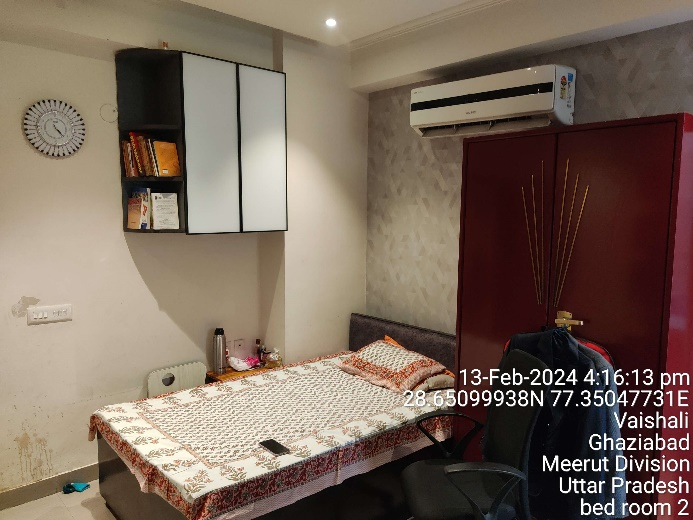 13-Feb-2024 4:16:13 pm
28.65099938N 77.35047731E
Vaishali
Ghaziabad
Meerut Division
Uttar Pradesh
bed room 2